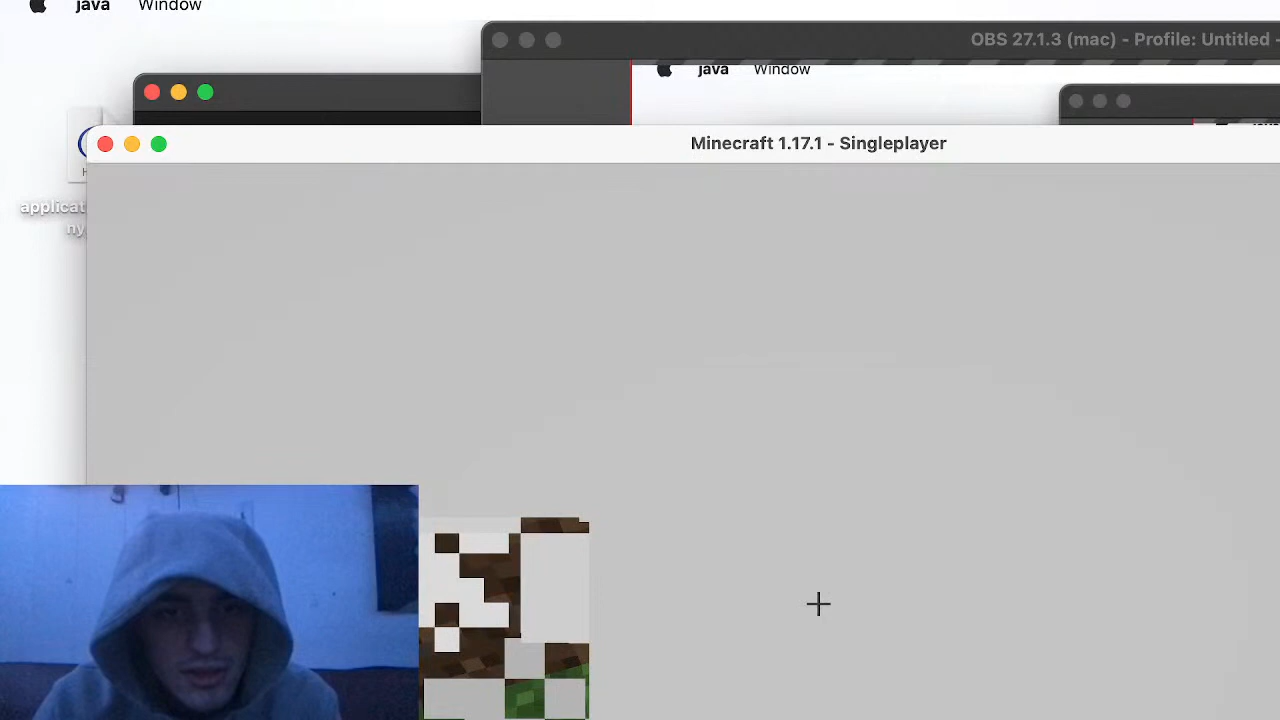 java Window
OBS 27.1.3 (mac) - Profile: Untitled -
java Window
Minecraft 1.17.1 - Singleplayer
applicat
ny